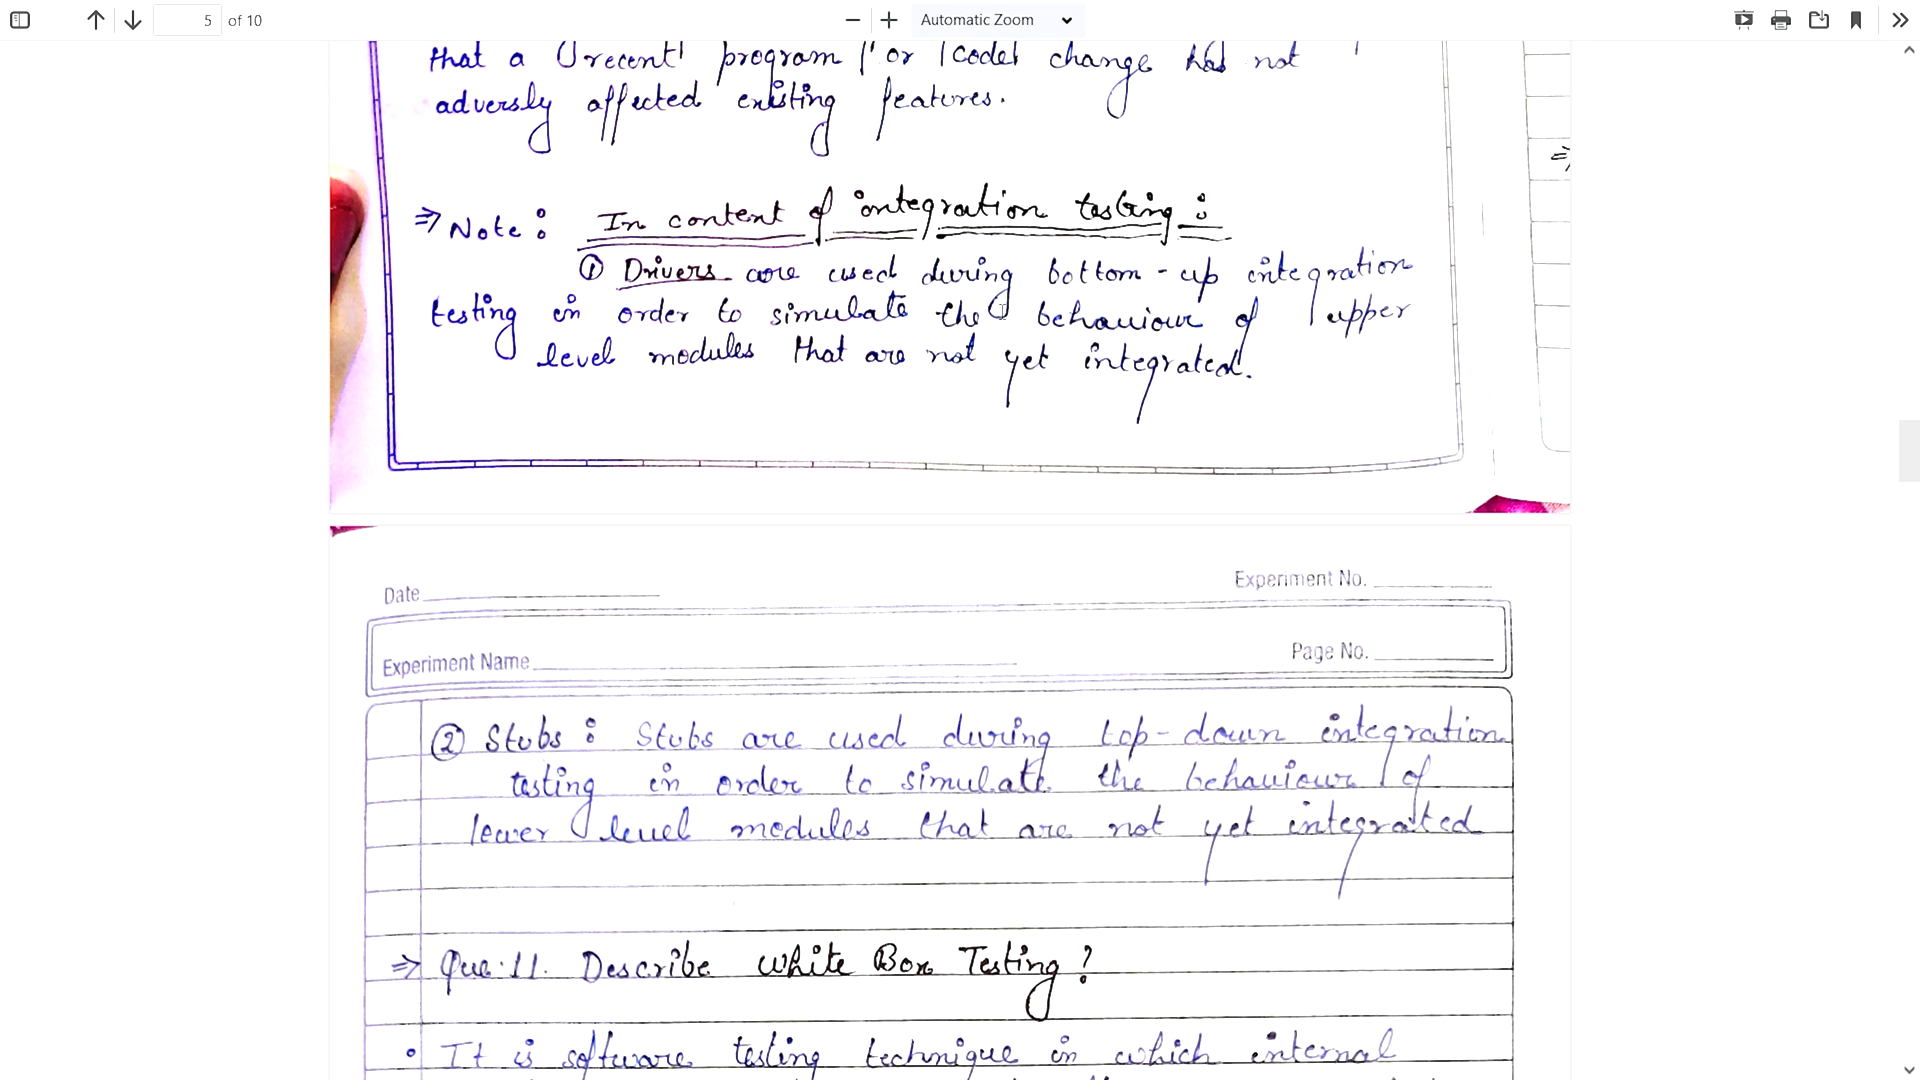 5 of 10
Automatic Zoom
that a recent program or code change has not
adversly affected existing features.
⇒ Note: In content of integration testing:
① Drivers are used during bottom-up integration
testing in order to simulate the behaviour of upper
level modules that are not yet integrated.
Date
Experiment No.
Experiment Name
Page No.
② Stubs: Stubs are used during top-down integration
testing in order to simulate the behaviour of
lower level modules that are not yet integrated
⇒ Que.11. Describe White Box Testing?
• It is software testing technique in which internal